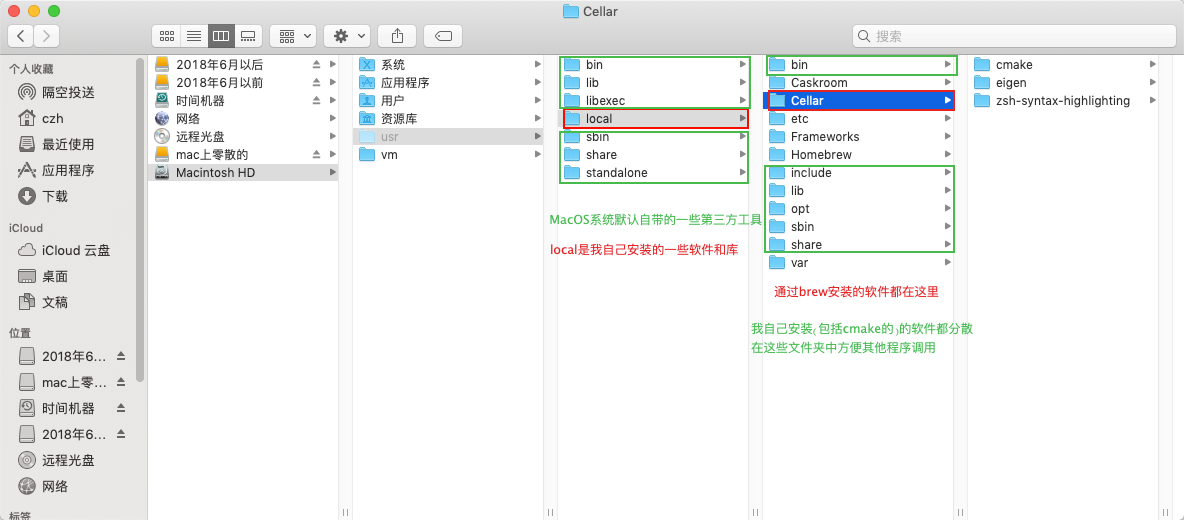 Cellar
搜索
个人收藏
隔空投送
czh
最近使用
应用程序
下载
iCloud
iCloud 云盘
桌面
文稿
位置
2018年6...
mac上零...
时间机器
2018年6...
远程光盘
网络
标签
2018年6月以后
2018年6月以前
时间机器
网络
远程光盘
mac上零散的
Macintosh HD
系统
应用程序
用户
资源库
usr
vm
bin
lib
libexec
local
sbin
share
standalone
MacOS系统默认自带的一些第三方工具
local是我自己安装的一些软件和库
bin
Caskroom
Cellar
etc
Frameworks
Homebrew
include
lib
opt
sbin
share
var
通过brew安装的软件都在这里
我自己安装(包括cmake的)的软件都分散
在这些文件夹中方便其他程序调用
cmake
eigen
zsh-syntax-highlighting